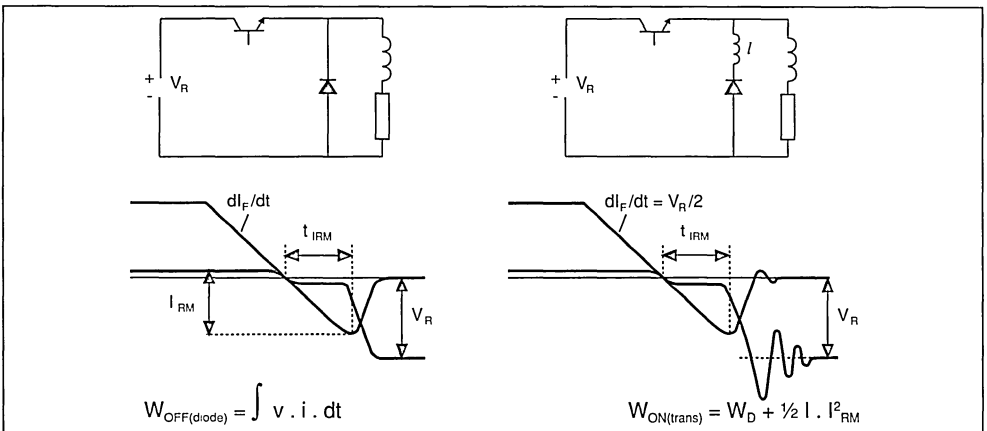 + V_R -
+ V_R - l
dI_F/dt
t_IRM
I_RM
V_R
dI_F/dt = V_R/2
t_IRM
V_R
W_OFF(diode) = ∫ v . i . dt
W_ON(trans) = W_D + ½ l . I²_RM